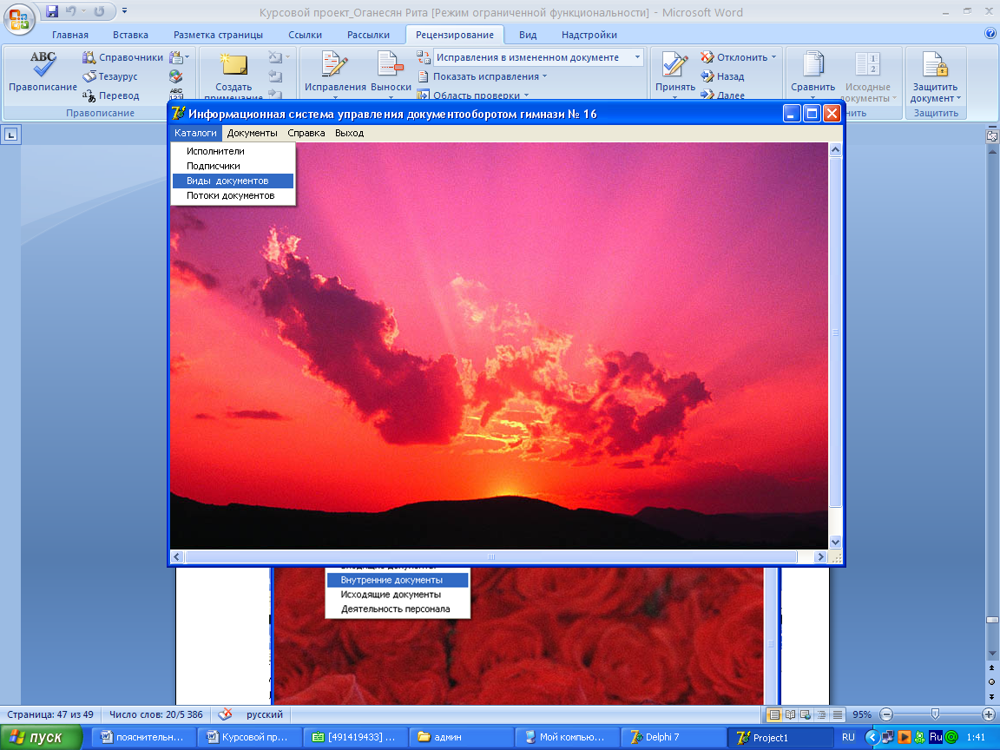 Курсовой проект_Оганесян Рита [Режим ограниченной функциональности] - Microsoft Word
Главная Вставка Разметка страницы Ссылки Рассылки Рецензирование Вид Надстройки
ABC Справочники Исправления в измененном документе Отклонить
Тезаурус Показать исправления Назад
Правописание Перевод ABC 123 Создать примечание Исправления Выноски Область проверки Принять Далее Сравнить Исходные документы Защитить документ
Правописание Защитить
Информационная система управления документооборотом гимнази № 16
Каталоги Документы Справка Выход
Исполнители
Подписчики
Виды документов
Потоки документов
Внутренние документы
Исходящие документы
Деятельность персонала
Страница: 47 из 49 Число слов: 20/5 386 русский 95%
пуск пояснительн... Курсовой пр... [491419433] ... админ Мой компью... Delphi 7 Project1 RU Ru 1:41